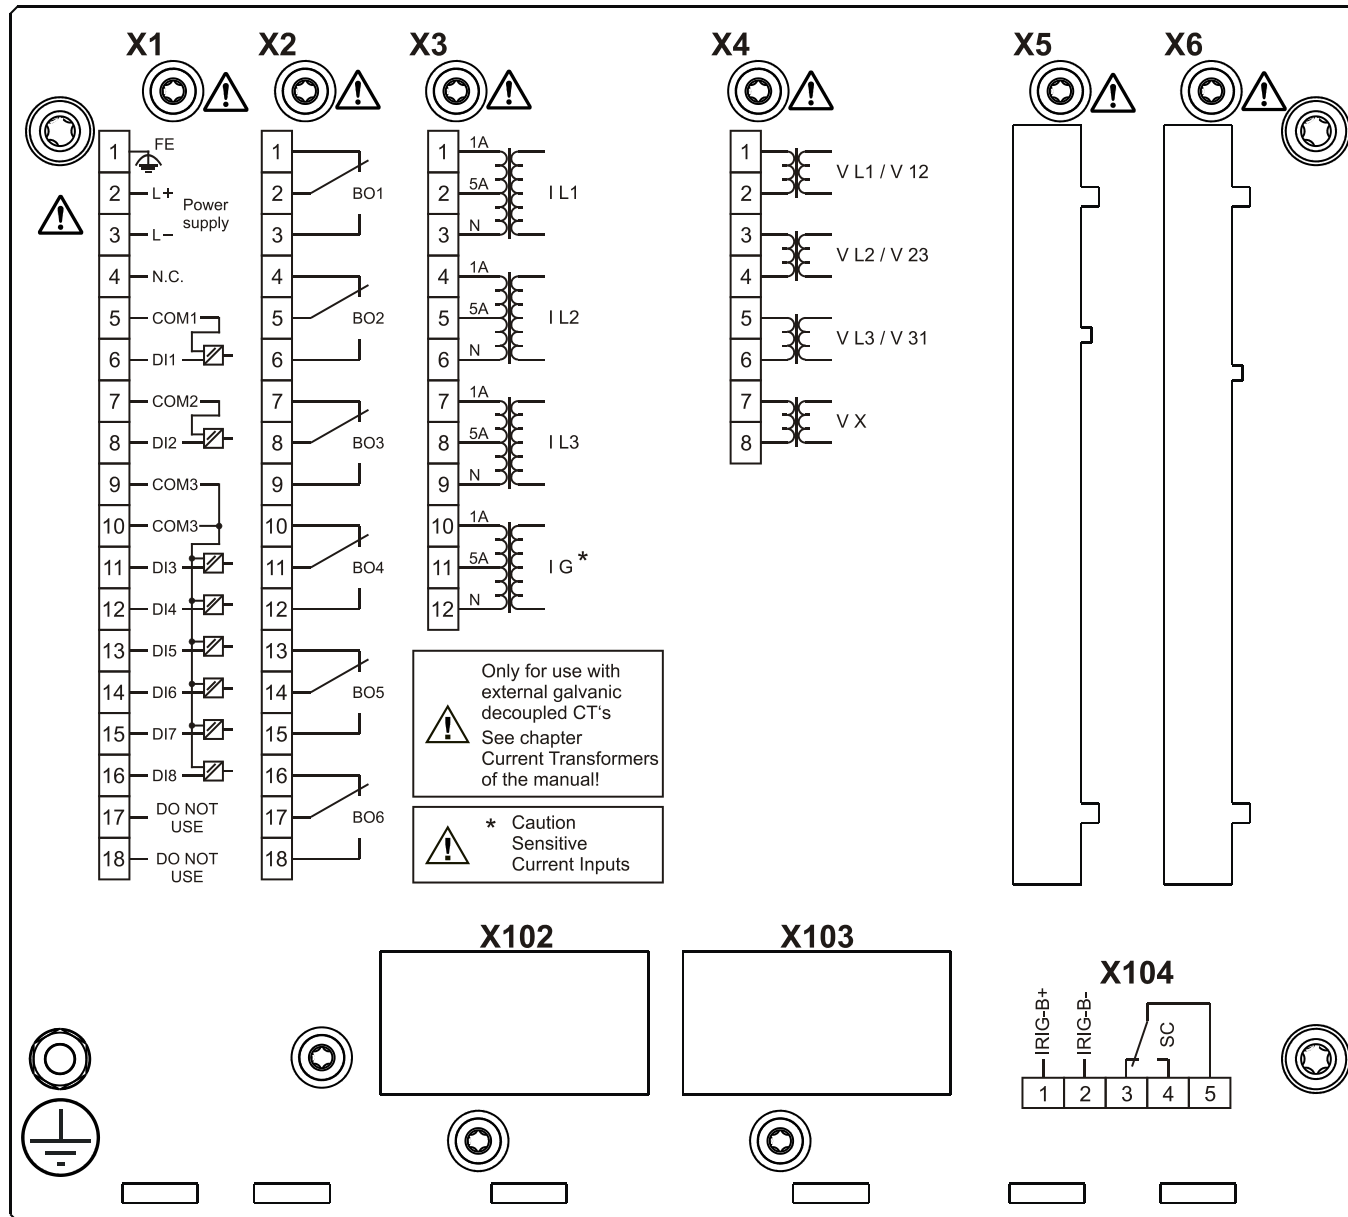 X1 X2 X3 X4 X5 X6
1 FE
2 L+
Power
supply
3 L−
4 N.C.
5 COM1
6 DI1
7 COM2
8 DI2
9 COM3
10 COM3
11 DI3
12 DI4
13 DI5
14 DI6
15 DI7
16 DI8
17 DO NOT
USE
18 DO NOT
USE
1
2 BO1
3
4
5 BO2
6
7
8 BO3
9
10
11 BO4
12
13
14 BO5
15
16
17 BO6
18
1 1A
2 5A I L1
3 N
4 1A
5 5A I L2
6 N
7 1A
8 5A I L3
9 N
10 1A
11 5A I G *
12 N
Only for use with
external galvanic
decoupled CT‘s
See chapter
Current Transformers
of the manual!
* Caution
Sensitive
Current Inputs
1
V L1 / V 12
2
3
V L2 / V 23
4
5
V L3 / V 31
6
7
V X
8
X102 X103
X104
IRIG-B+
IRIG-B-
SC
1 2 3 4 5